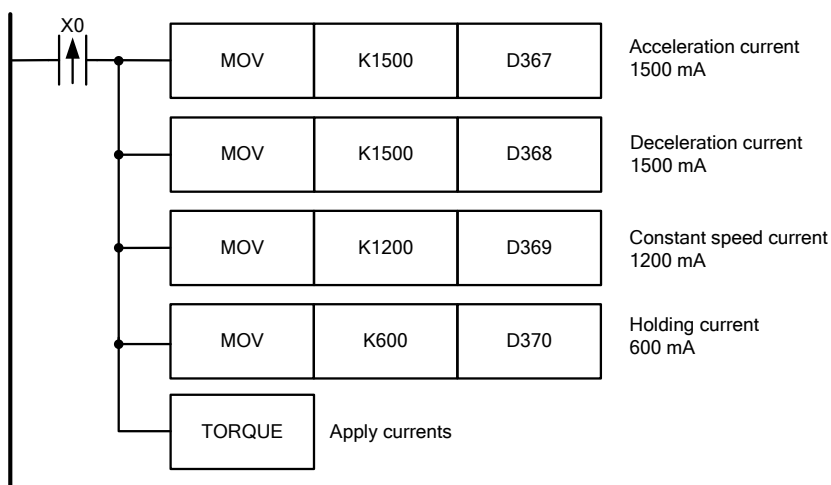 X0
MOV K1500 D367 Acceleration current
1500 mA
MOV K1500 D368 Deceleration current
1500 mA
MOV K1200 D369 Constant speed current
1200 mA
MOV K600 D370 Holding current
600 mA
TORQUE Apply currents